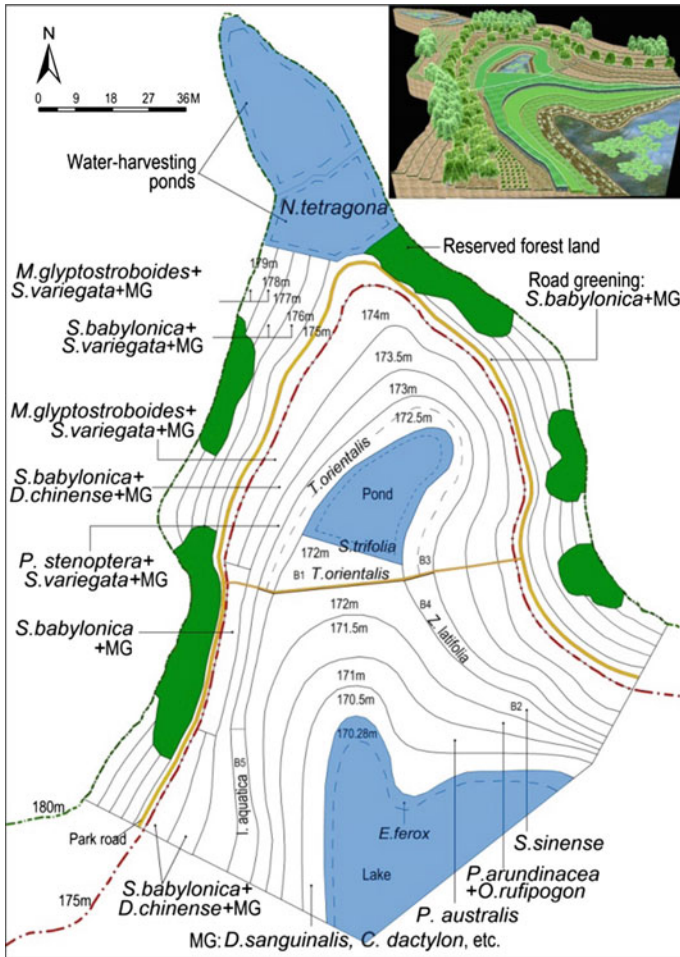 N
0 9 18 27 36M
Water-harvesting
ponds
N.tetragona
Reserved forest land
Road greening:
S.babylonica+MG
M.glyptostroboides+
S.variegata+MG
179m
178m
177m
176m
175m
S.babylonica+
S.variegata+MG
174m
173.5m
173m
172.5m
M.glyptostroboides+
S.variegata+MG
T.orientalis
S.babylonica+
D.chinense+MG
Pond
S.trifolia
172m
P. stenoptera+
S.variegata+MG
B1 T.orientalis
B3
B4
172m
Z. latifolia
S.babylonica
+MG
171.5m
171m
170.5m
B2
170.28m
B5
I. aquatica
180m
Park road
E.ferox
Lake
S.sinense
P.arundinacea
+O.rufipogon
P. australis
S.babylonica+
D.chinense+MG
175m
MG: D.sanguinalis, C. dactylon, etc.